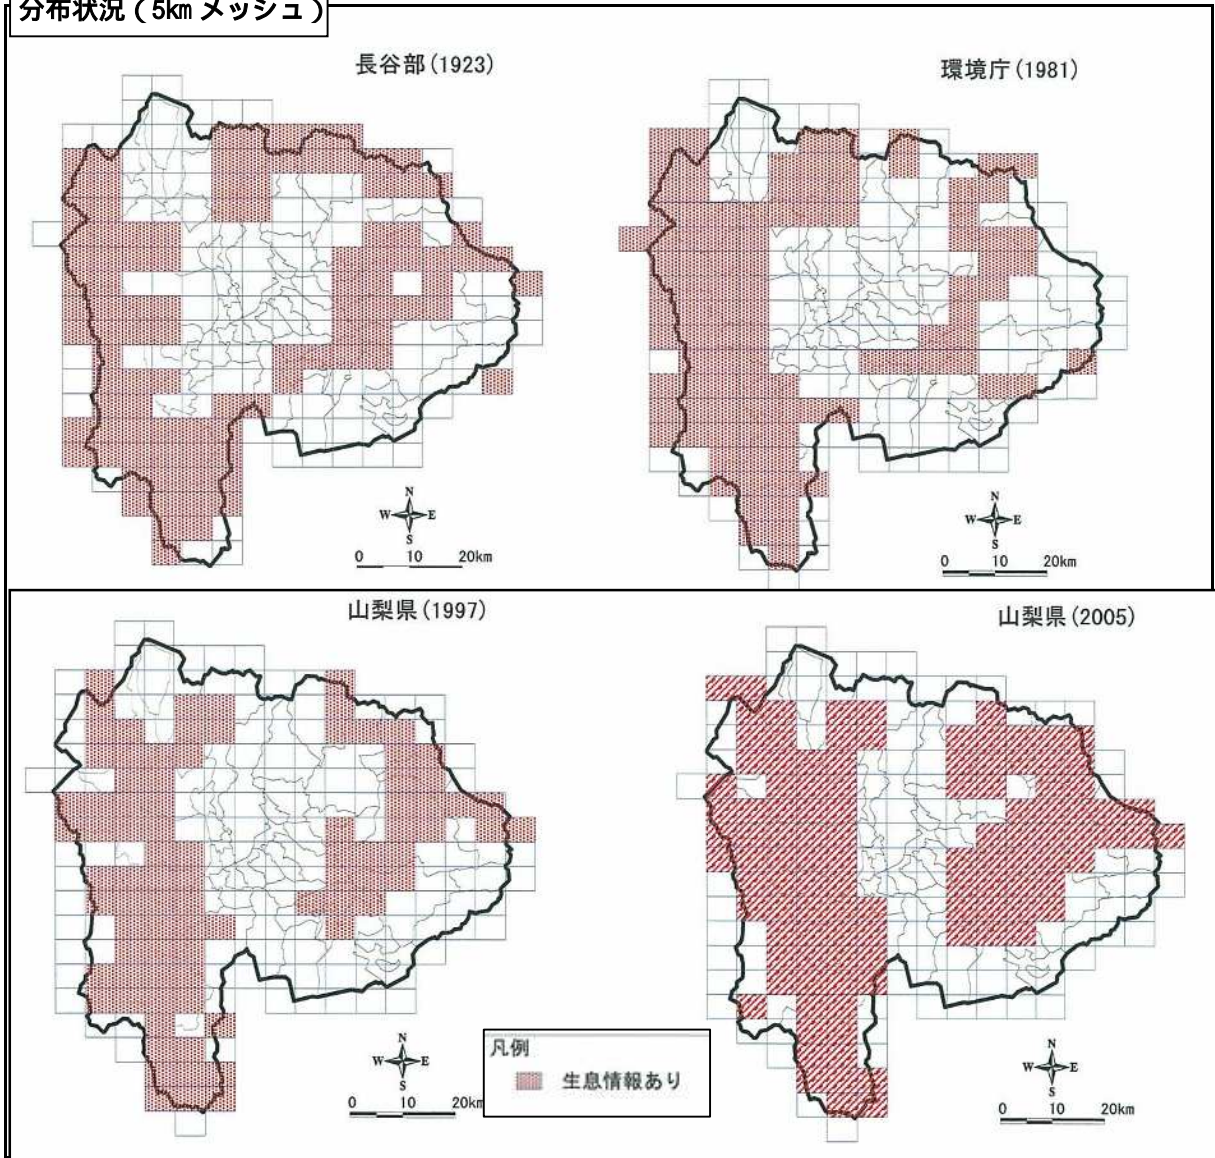 分布状況（5km メッシュ）
長谷部(1923)
環境庁(1981)
N
W E
S
0 10 20km
N
W E
S
0 10 20km
山梨県(1997)
山梨県(2005)
N
W E
S
0 10 20km
凡例
生息情報あり
N
W E
S
0 10 20km